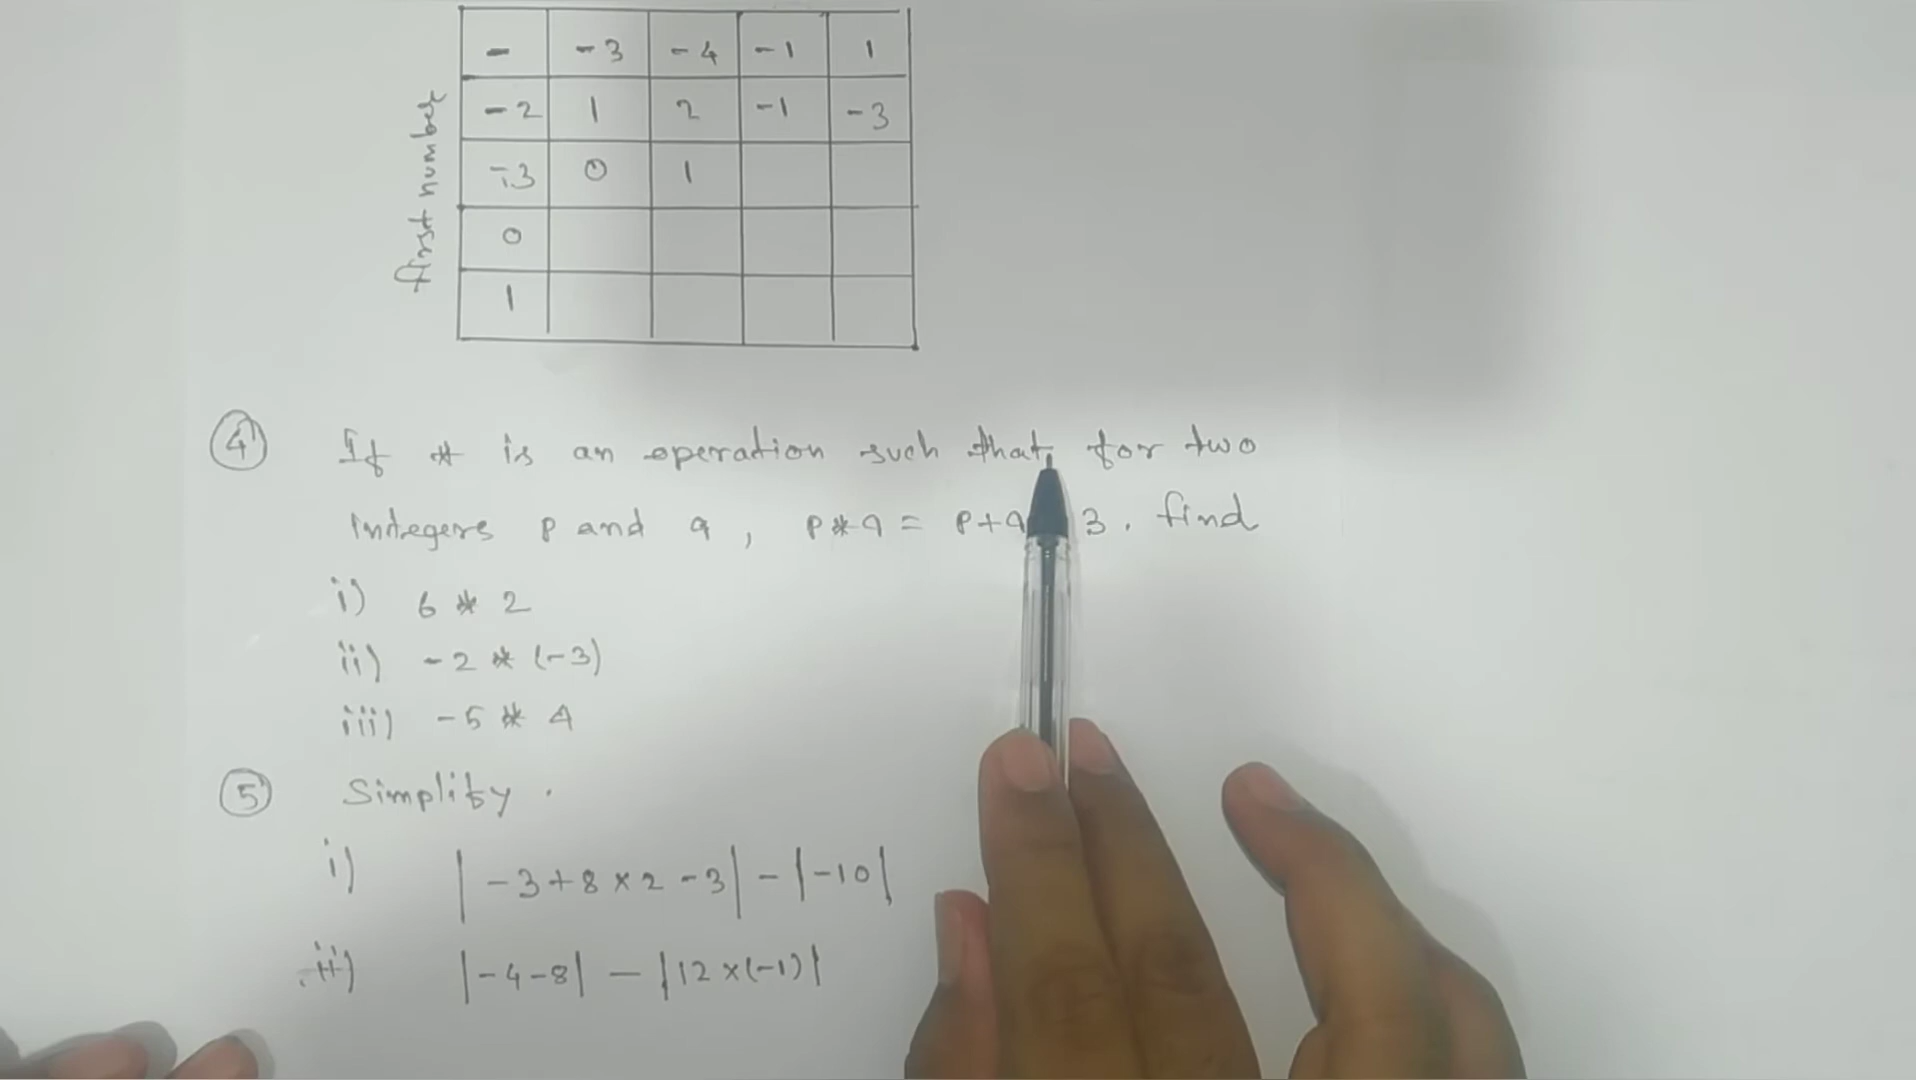 - -3 -4 -1 1
-2 1 2 -1 -3
-3 0 1
0
1
first number
4 If * is an operation such that for two
integers p and q, p*q = p+q 3. find
i) 6 * 2
ii) -2 * (-3)
iii) -5 * 4
5 Simplify.
i) |-3+8×2-3| - |-10|
ii) |-4-8| - |12×(-1)|